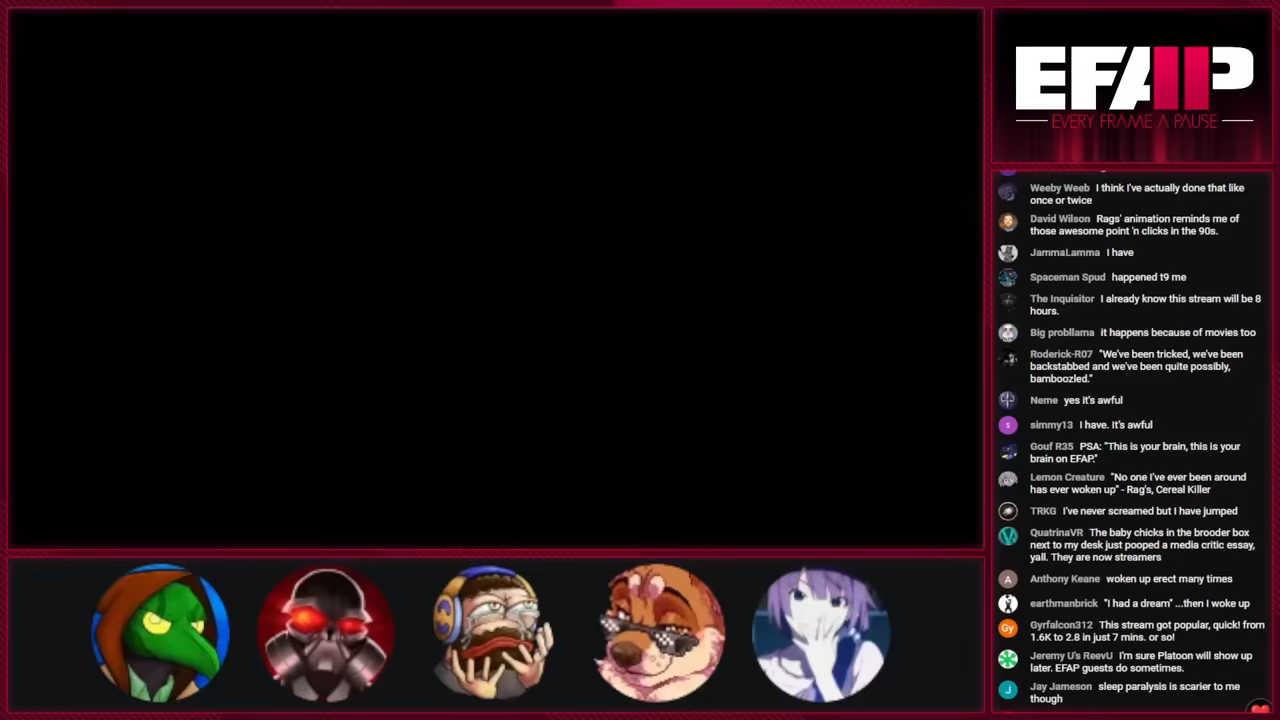 EFAP
EVERY FRAME A PAUSE
Weeby Weeb I think I've actually done that like
once or twice
David Wilson Rags' animation reminds me of
those awesome point 'n clicks in the 90s.
JammaLamma I have
Spaceman Spud happened t9 me
The Inquisitor I already know this stream will be 8
hours.
Big probllama it happens because of movies too
Roderick-R07 "We've been tricked, we've been
backstabbed and we've been quite possibly,
bamboozled."
Neme yes it's awful
s simmy13 I have. It's awful
Gouf R35 PSA: "This is your brain, this is your
brain on EFAP."
Lemon Creature "No one I've ever been around
has ever woken up" - Rag's, Cereal Killer
TRKG I've never screamed but I have jumped
QuatrinaVR The baby chicks in the brooder box
next to my desk just pooped a media critic essay,
yall. They are now streamers
A Anthony Keane woken up erect many times
earthmanbrick "I had a dream" ...then I woke up
Gy Gyrfalcon312 This stream got popular, quick! from
1.6K to 2.8 in just 7 mins. or so!
Jeremy U's ReevU I'm sure Platoon will show up
later. EFAP guests do sometimes.
J Jay Jameson sleep paralysis is scarier to me
though